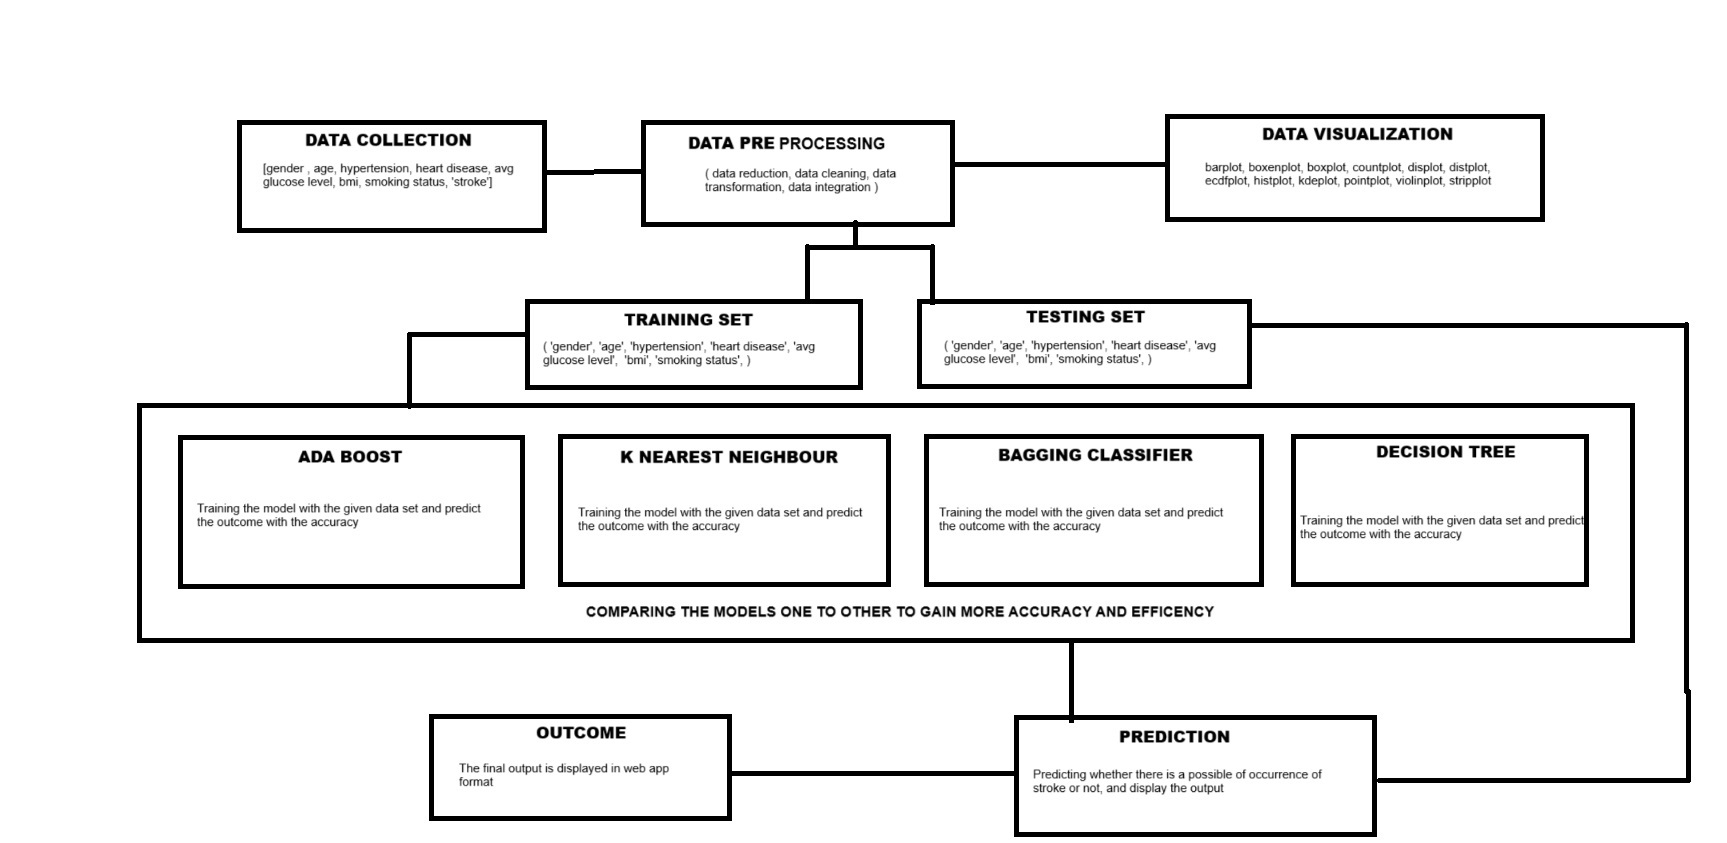 DATA COLLECTION
[gender , age, hypertension, heart disease, avg
glucose level, bmi, smoking status, 'stroke']
DATA PRE PROCESSING
( data reduction, data cleaning, data
transformation, data integration )
DATA VISUALIZATION
barplot, boxenplot, boxplot, countplot, displot, distplot,
ecdfplot, histplot, kdeplot, pointplot, violinplot, stripplot
TRAINING SET
( 'gender', 'age', 'hypertension', 'heart disease', 'avg
glucose level',  'bmi', 'smoking status', )
TESTING SET
( 'gender', 'age', 'hypertension', 'heart disease', 'avg
glucose level',  'bmi', 'smoking status', )
ADA BOOST
Training the model with the given data set and predict
the outcome with the accuracy
K NEAREST NEIGHBOUR
Training the model with the given data set and predict
the outcome with the accuracy
BAGGING CLASSIFIER
Training the model with the given data set and predict
the outcome with the accuracy
DECISION TREE
Training the model with the given data set and predict
the outcome with the accuracy
COMPARING THE MODELS ONE TO OTHER TO GAIN MORE ACCURACY AND EFFICENCY
OUTCOME
The final output is displayed in web app
format
PREDICTION
Predicting whether there is a possible of occurrence of
stroke or not, and display the output